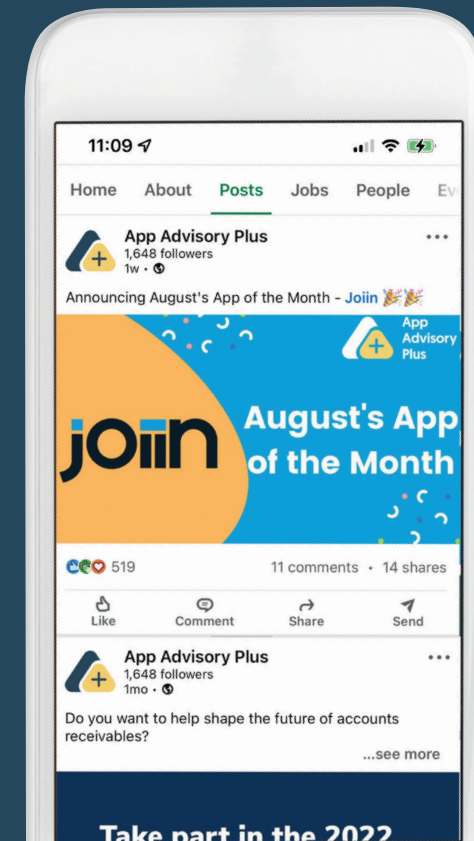 11:09
Home About Posts Jobs People Ev
App Advisory Plus
1,648 followers
1w •
Announcing August's App of the Month - Joiin 🎉🎉
App
Advisory
Plus
joiin
August's App
of the Month
519 11 comments • 14 shares
Like Comment Share Send
App Advisory Plus
1,648 followers
1mo •
Do you want to help shape the future of accounts
receivables?
...see more
Take part in the 2022